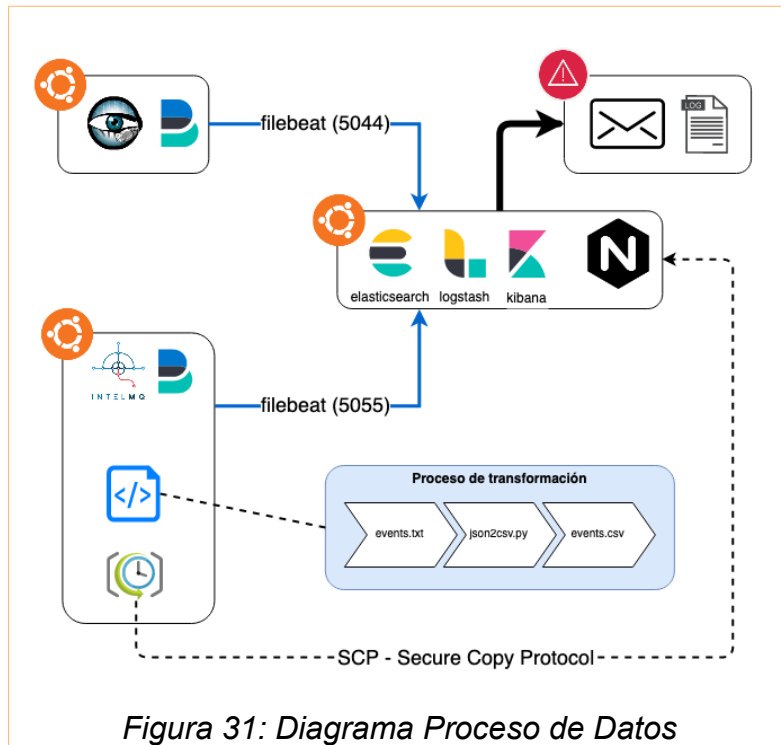 filebeat (5044)
LOG
elasticsearch
logstash
kibana
N
INTELMQ
filebeat (5055)
</>
Proceso de transformación
events.txt
json2csv.py
events.csv
SCP - Secure Copy Protocol
Figura 31: Diagrama Proceso de Datos